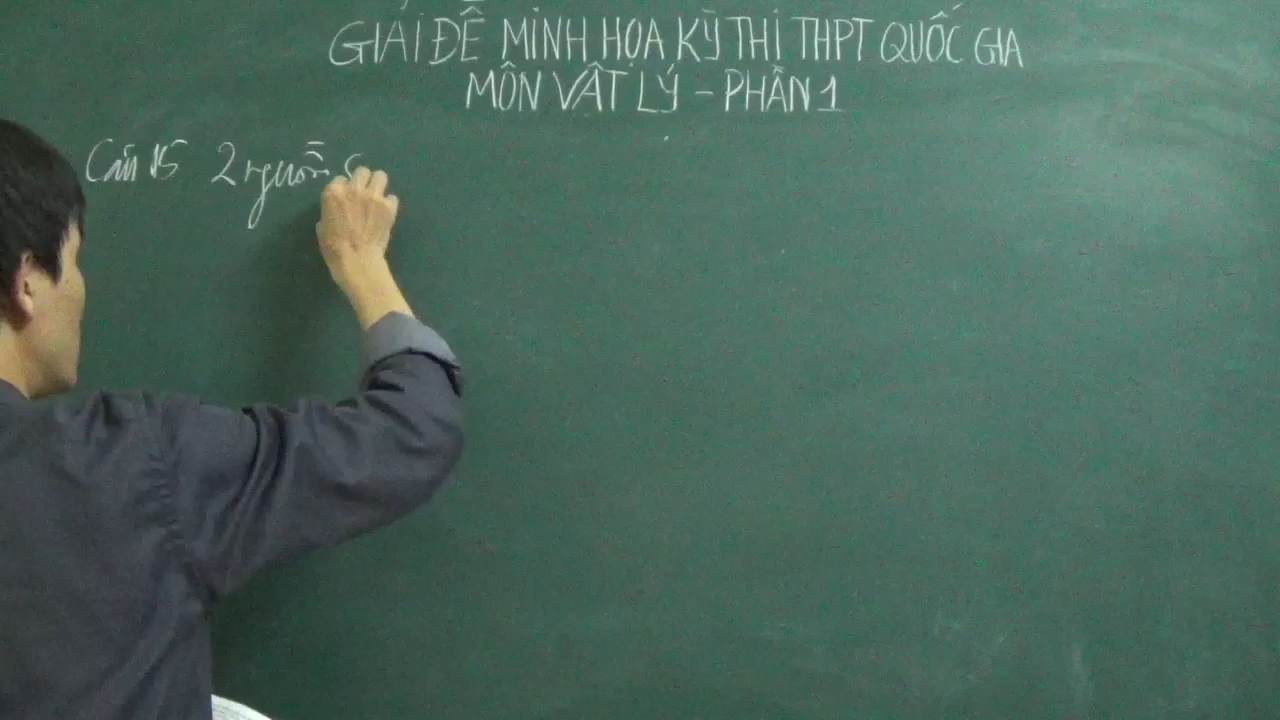 GIẢI ĐỀ MINH HỌA KỲ THI THPT QUỐC GIA
MÔN VẬT LÝ - PHẦN 1
Câu 15 2 nguồn